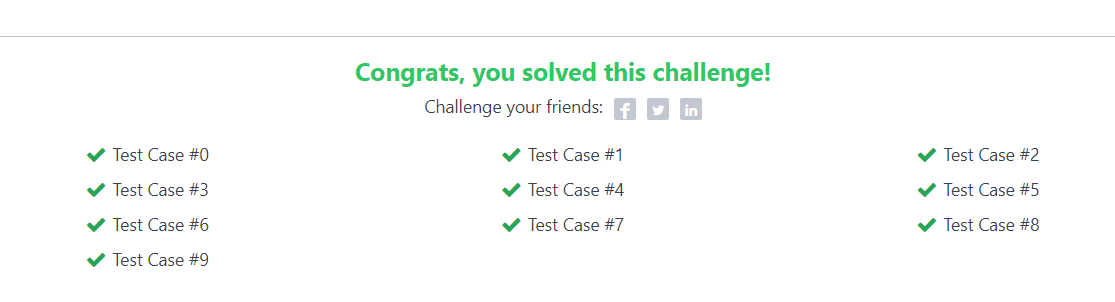 Congrats, you solved this challenge!
Challenge your friends:
Test Case #0 Test Case #1 Test Case #2
Test Case #3 Test Case #4 Test Case #5
Test Case #6 Test Case #7 Test Case #8
Test Case #9